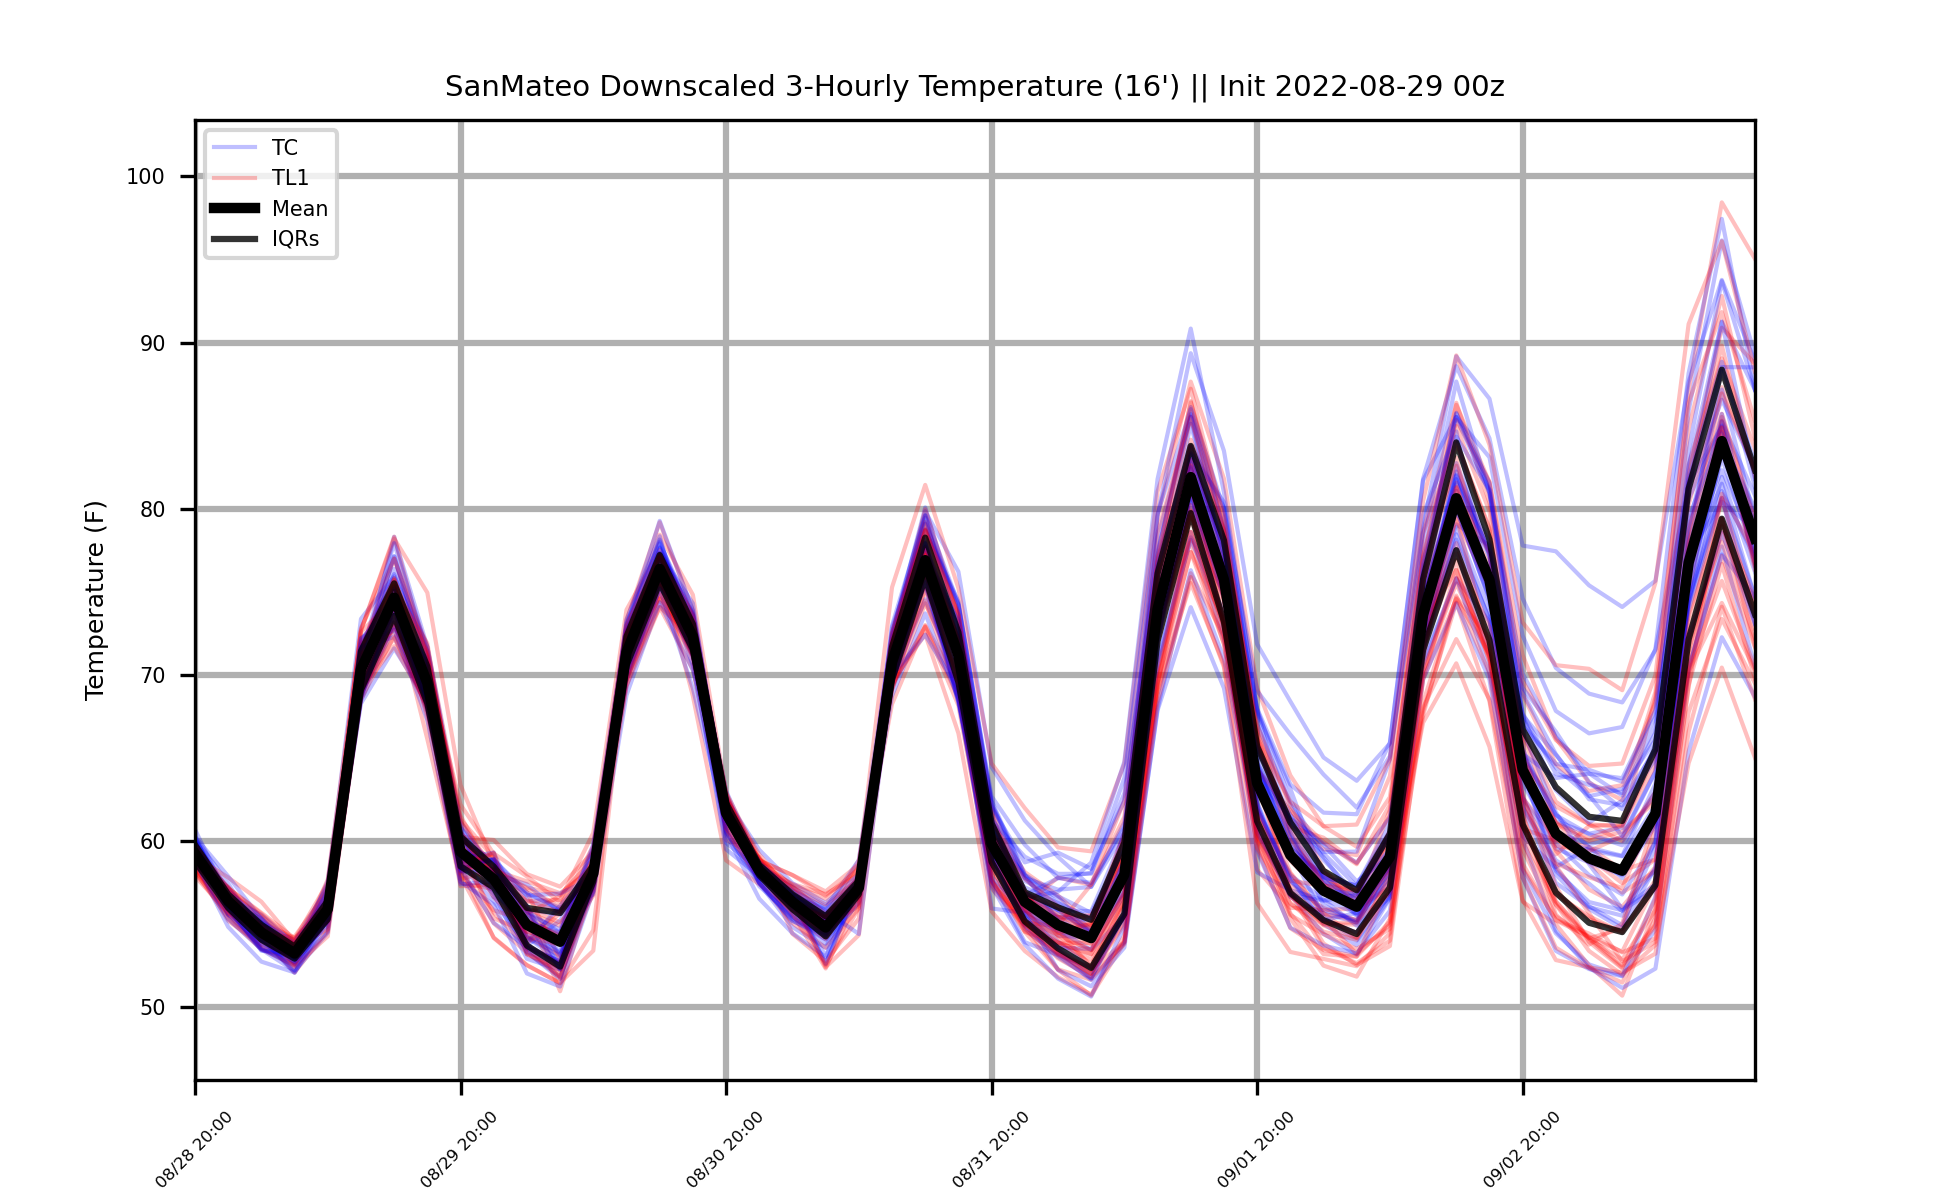 SanMateo Downscaled 3-Hourly Temperature (16') || Init 2022-08-29 00z
TC
TL1
Mean
IQRs
Temperature (F)
100
90
80
70
60
50
08/28 20:00
08/29 20:00
08/30 20:00
08/31 20:00
09/01 20:00
09/02 20:00